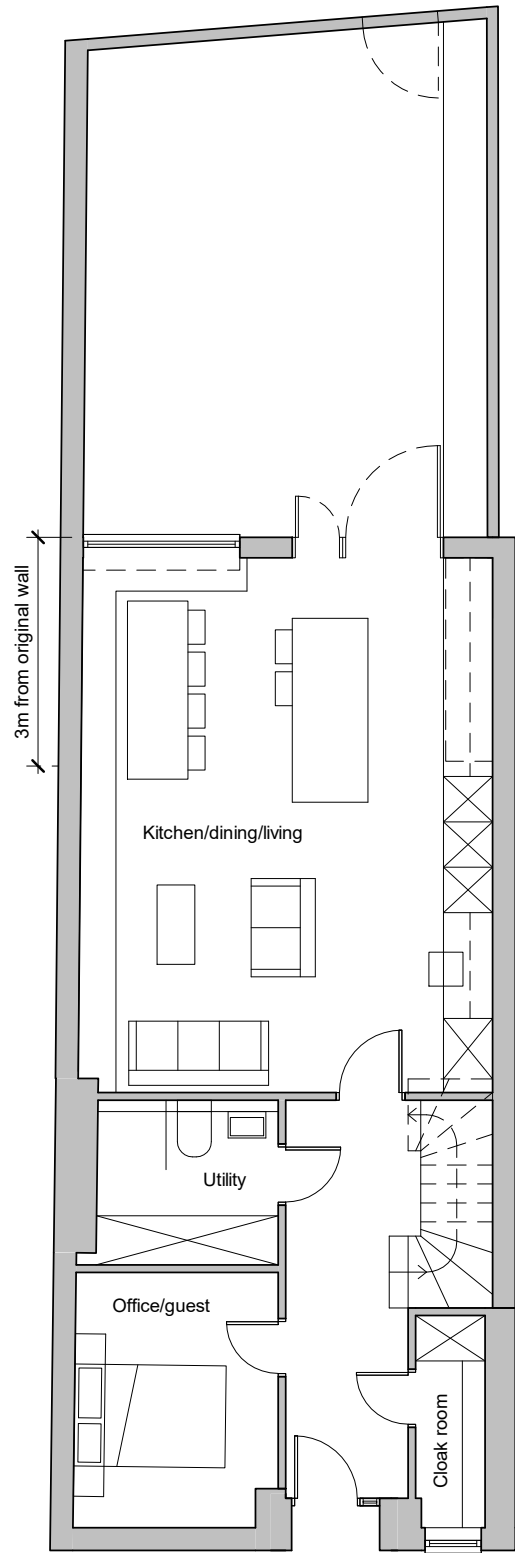 3m from original wall
Kitchen/dining/living
Utility
Office/guest
Cloak room